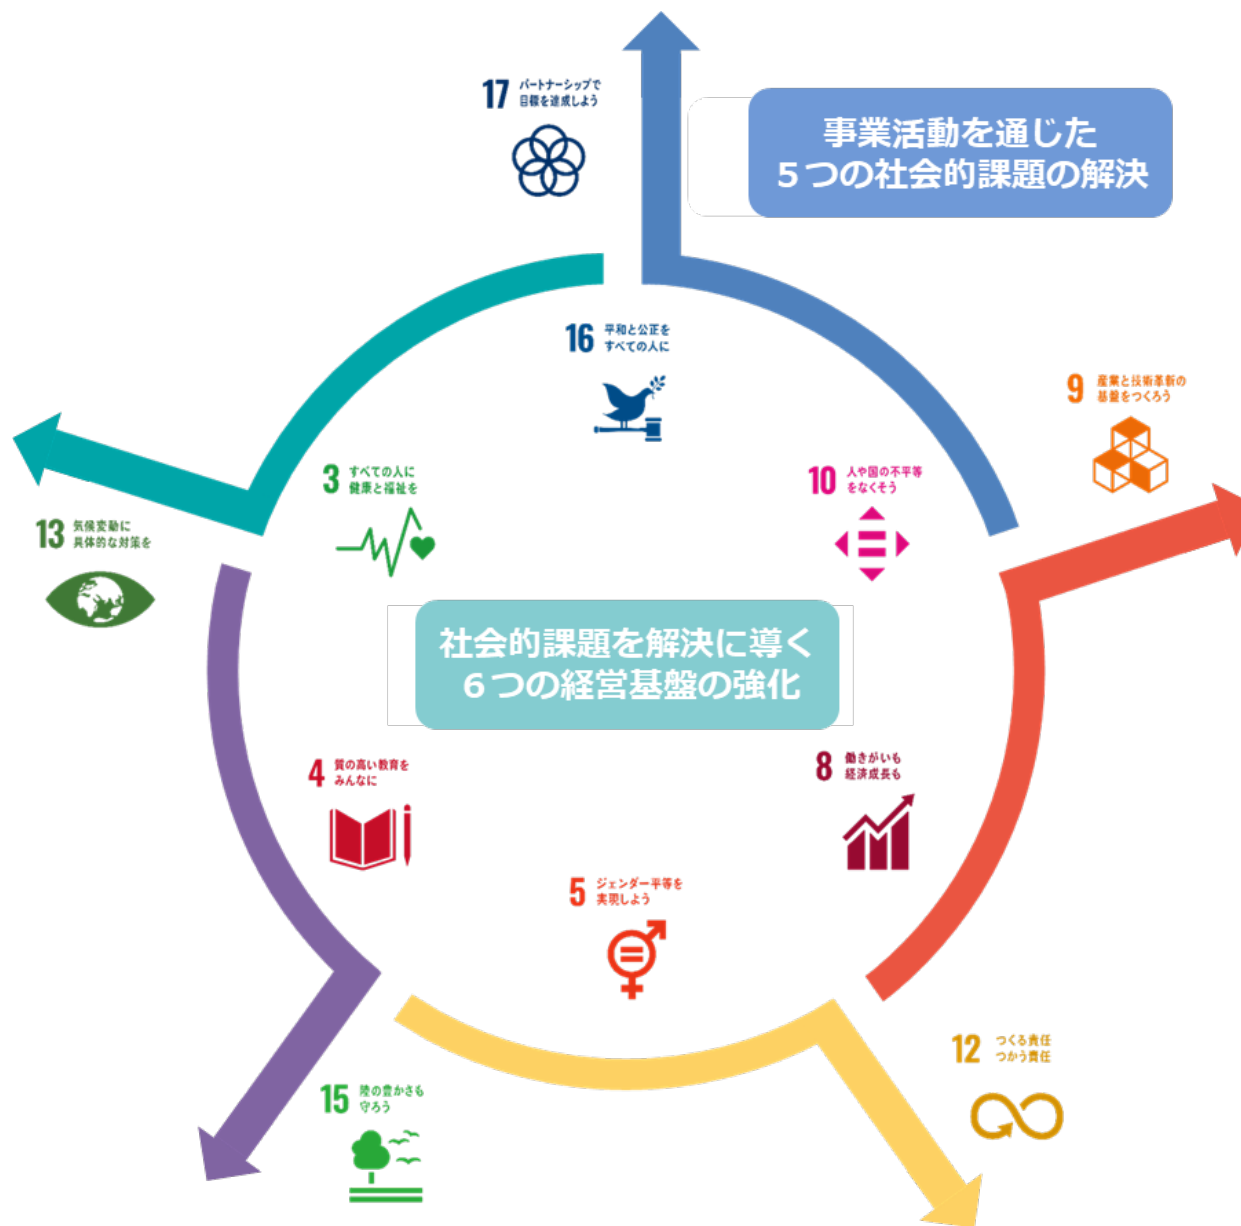 17 パートナーシップで
目標を達成しよう
事業活動を通じた
５つの社会的課題の解決
16 平和と公正を
すべての人に
9 産業と技術革新の
基盤をつくろう
3 すべての人に
健康と福祉を
10 人や国の不平等
をなくそう
13 気候変動に
具体的な対策を
社会的課題を解決に導く
６つの経営基盤の強化
4 質の高い教育を
みんなに
8 働きがいも
経済成長も
5 ジェンダー平等を
実現しよう
12 つくる責任
つかう責任
15 陸の豊かさも
守ろう